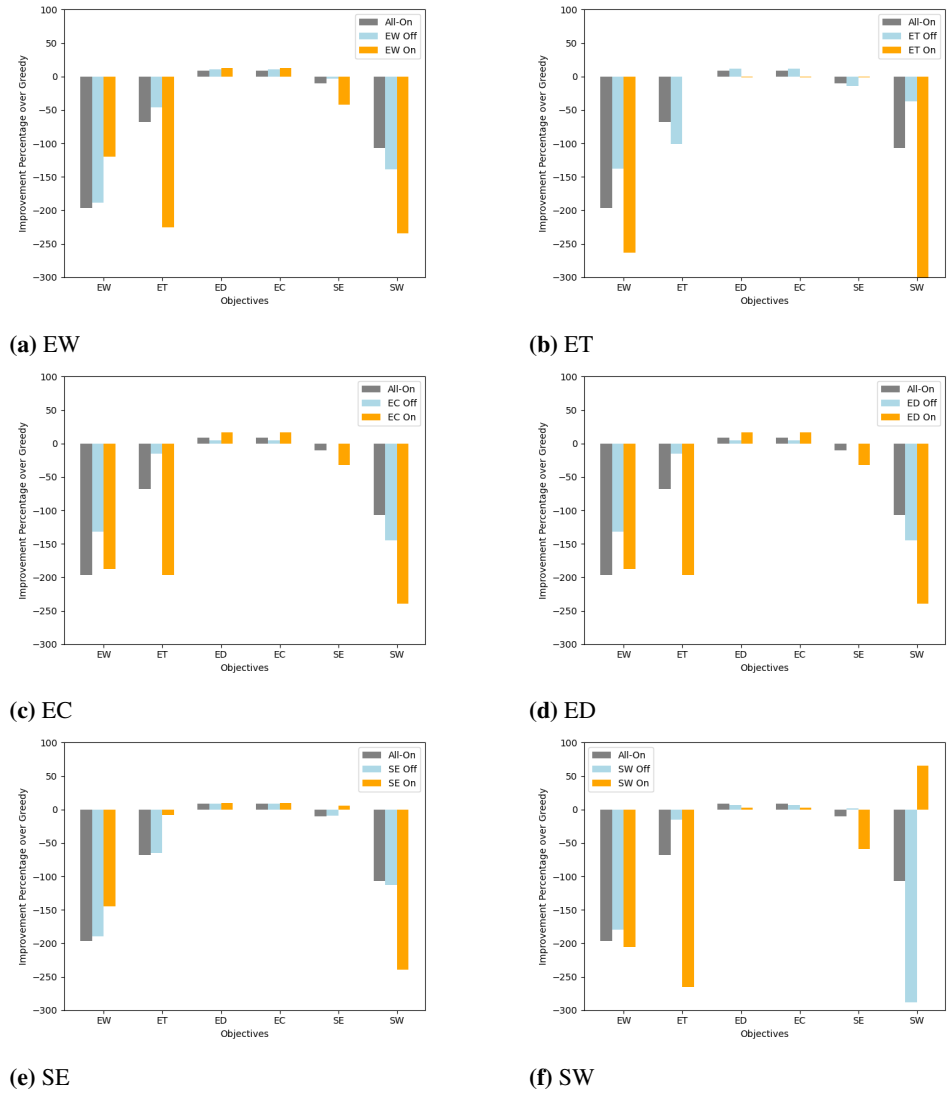 100
50
0
−50
−100
−150
−200
−250
−300
Improvement Percentage over Greedy
All-On
EW Off
EW On
EW ET ED EC SE SW
Objectives
(a) EW
100
50
0
−50
−100
−150
−200
−250
−300
Improvement Percentage over Greedy
All-On
ET Off
ET On
EW ET ED EC SE SW
Objectives
(b) ET
100
50
0
−50
−100
−150
−200
−250
−300
Improvement Percentage over Greedy
All-On
EC Off
EC On
EW ET ED EC SE SW
Objectives
(c) EC
100
50
0
−50
−100
−150
−200
−250
−300
Improvement Percentage over Greedy
All-On
ED Off
ED On
EW ET ED EC SE SW
Objectives
(d) ED
100
50
0
−50
−100
−150
−200
−250
−300
Improvement Percentage over Greedy
All-On
SE Off
SE On
EW ET ED EC SE SW
Objectives
(e) SE
100
50
0
−50
−100
−150
−200
−250
−300
Improvement Percentage over Greedy
All-On
SW Off
SW On
EW ET ED EC SE SW
Objectives
(f) SW